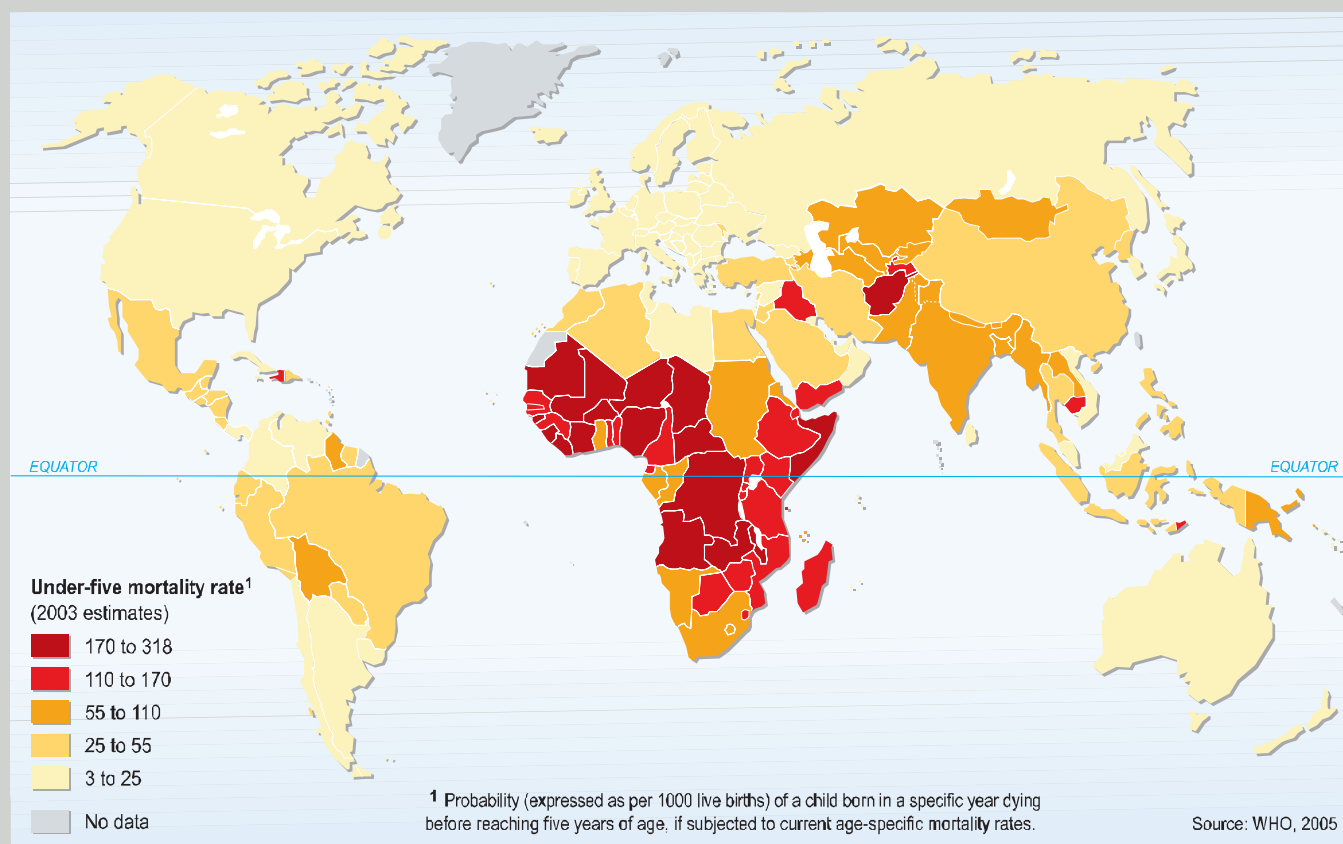 EQUATOR
EQUATOR
Under-five mortality rate¹
(2003 estimates)
170 to 318
110 to 170
55 to 110
25 to 55
3 to 25
No data
¹ Probability (expressed as per 1000 live births) of a child born in a specific year dying
before reaching five years of age, if subjected to current age-specific mortality rates.
Source: WHO, 2005